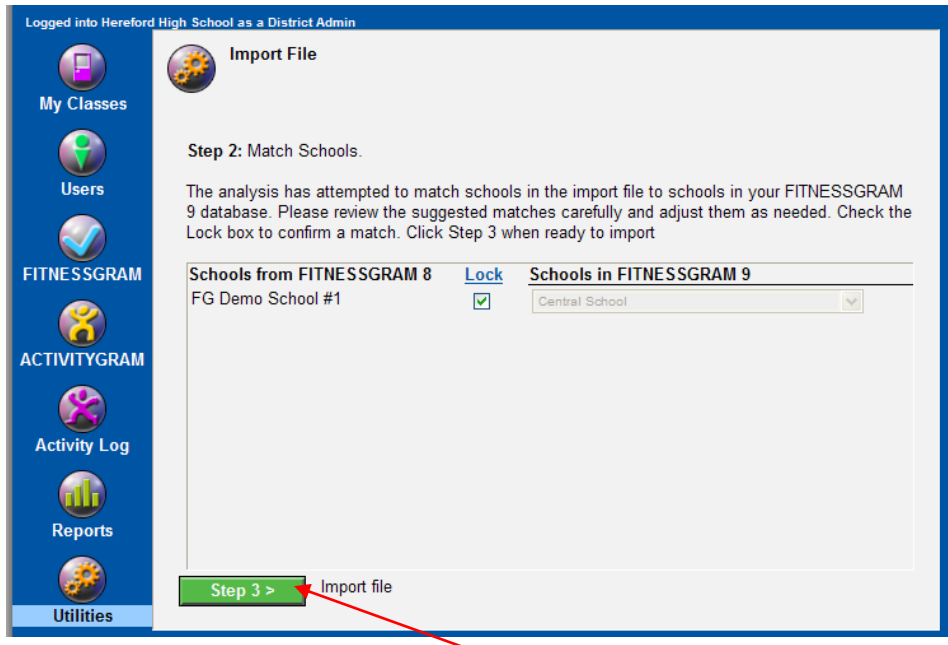 Logged into Hereford High School as a District Admin
Import File
My Classes
Users
FITNESSGRAM
ACTIVITYGRAM
Activity Log
Reports
Utilities
Step 2: Match Schools.
The analysis has attempted to match schools in the import file to schools in your FITNESSGRAM
9 database. Please review the suggested matches carefully and adjust them as needed. Check the
Lock box to confirm a match. Click Step 3 when ready to import
Schools from FITNESSGRAM 8 Lock Schools in FITNESSGRAM 9
FG Demo School #1 Central School
Step 3 > Import file